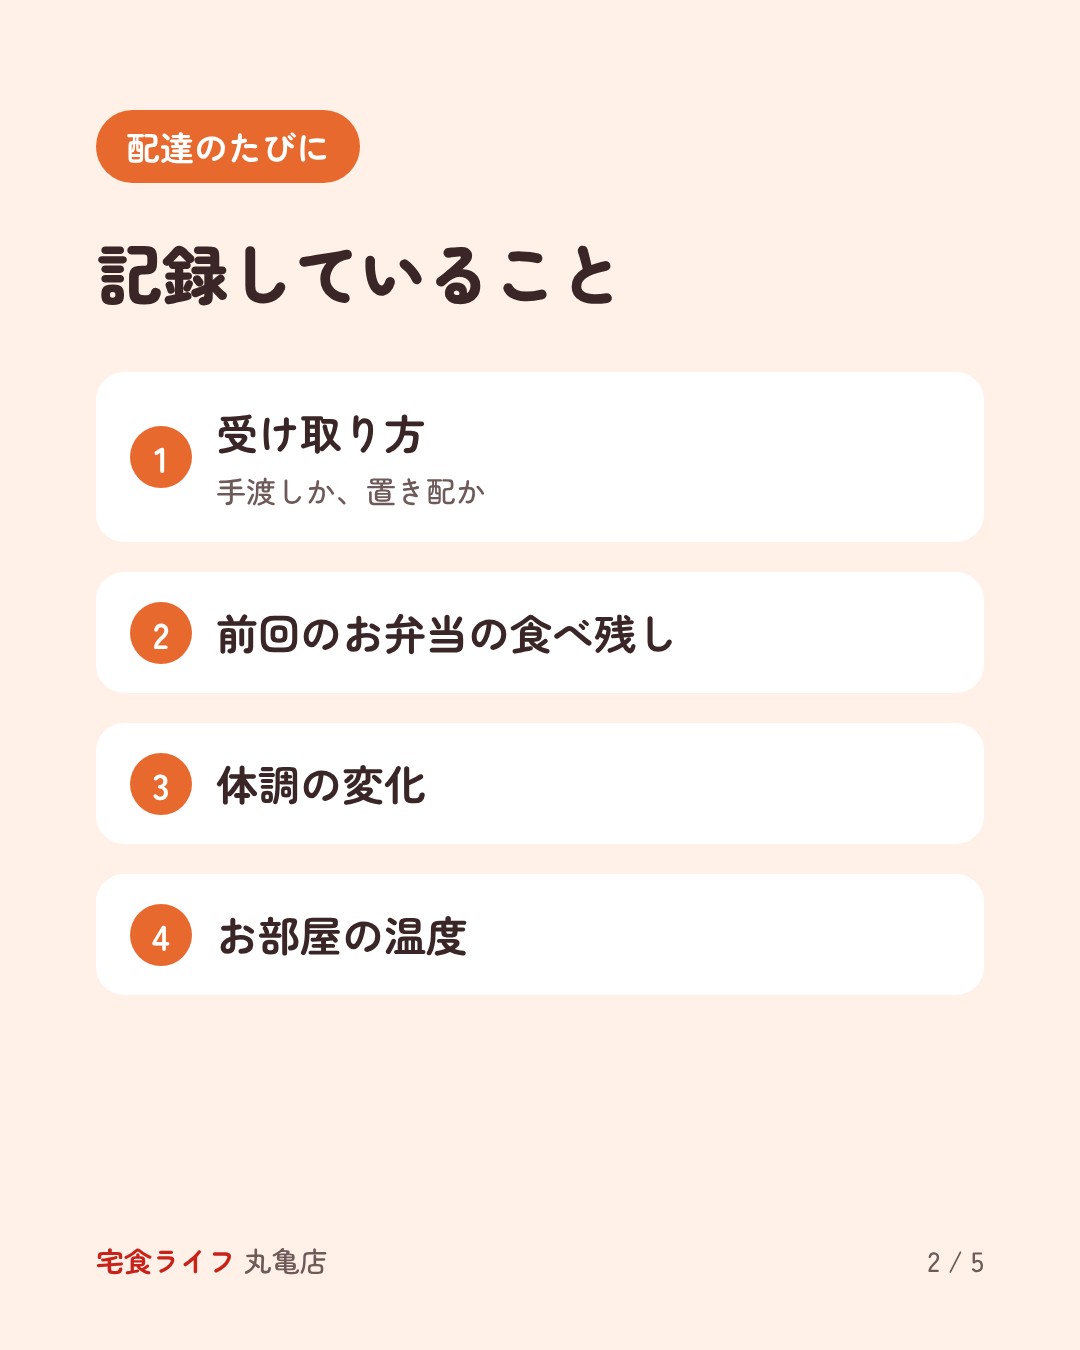 配達のたびに
記録していること
1 受け取り方
手渡しか、置き配か
2 前回のお弁当の食べ残し
3 体調の変化
4 お部屋の温度
宅食ライフ 丸亀店
2 / 5